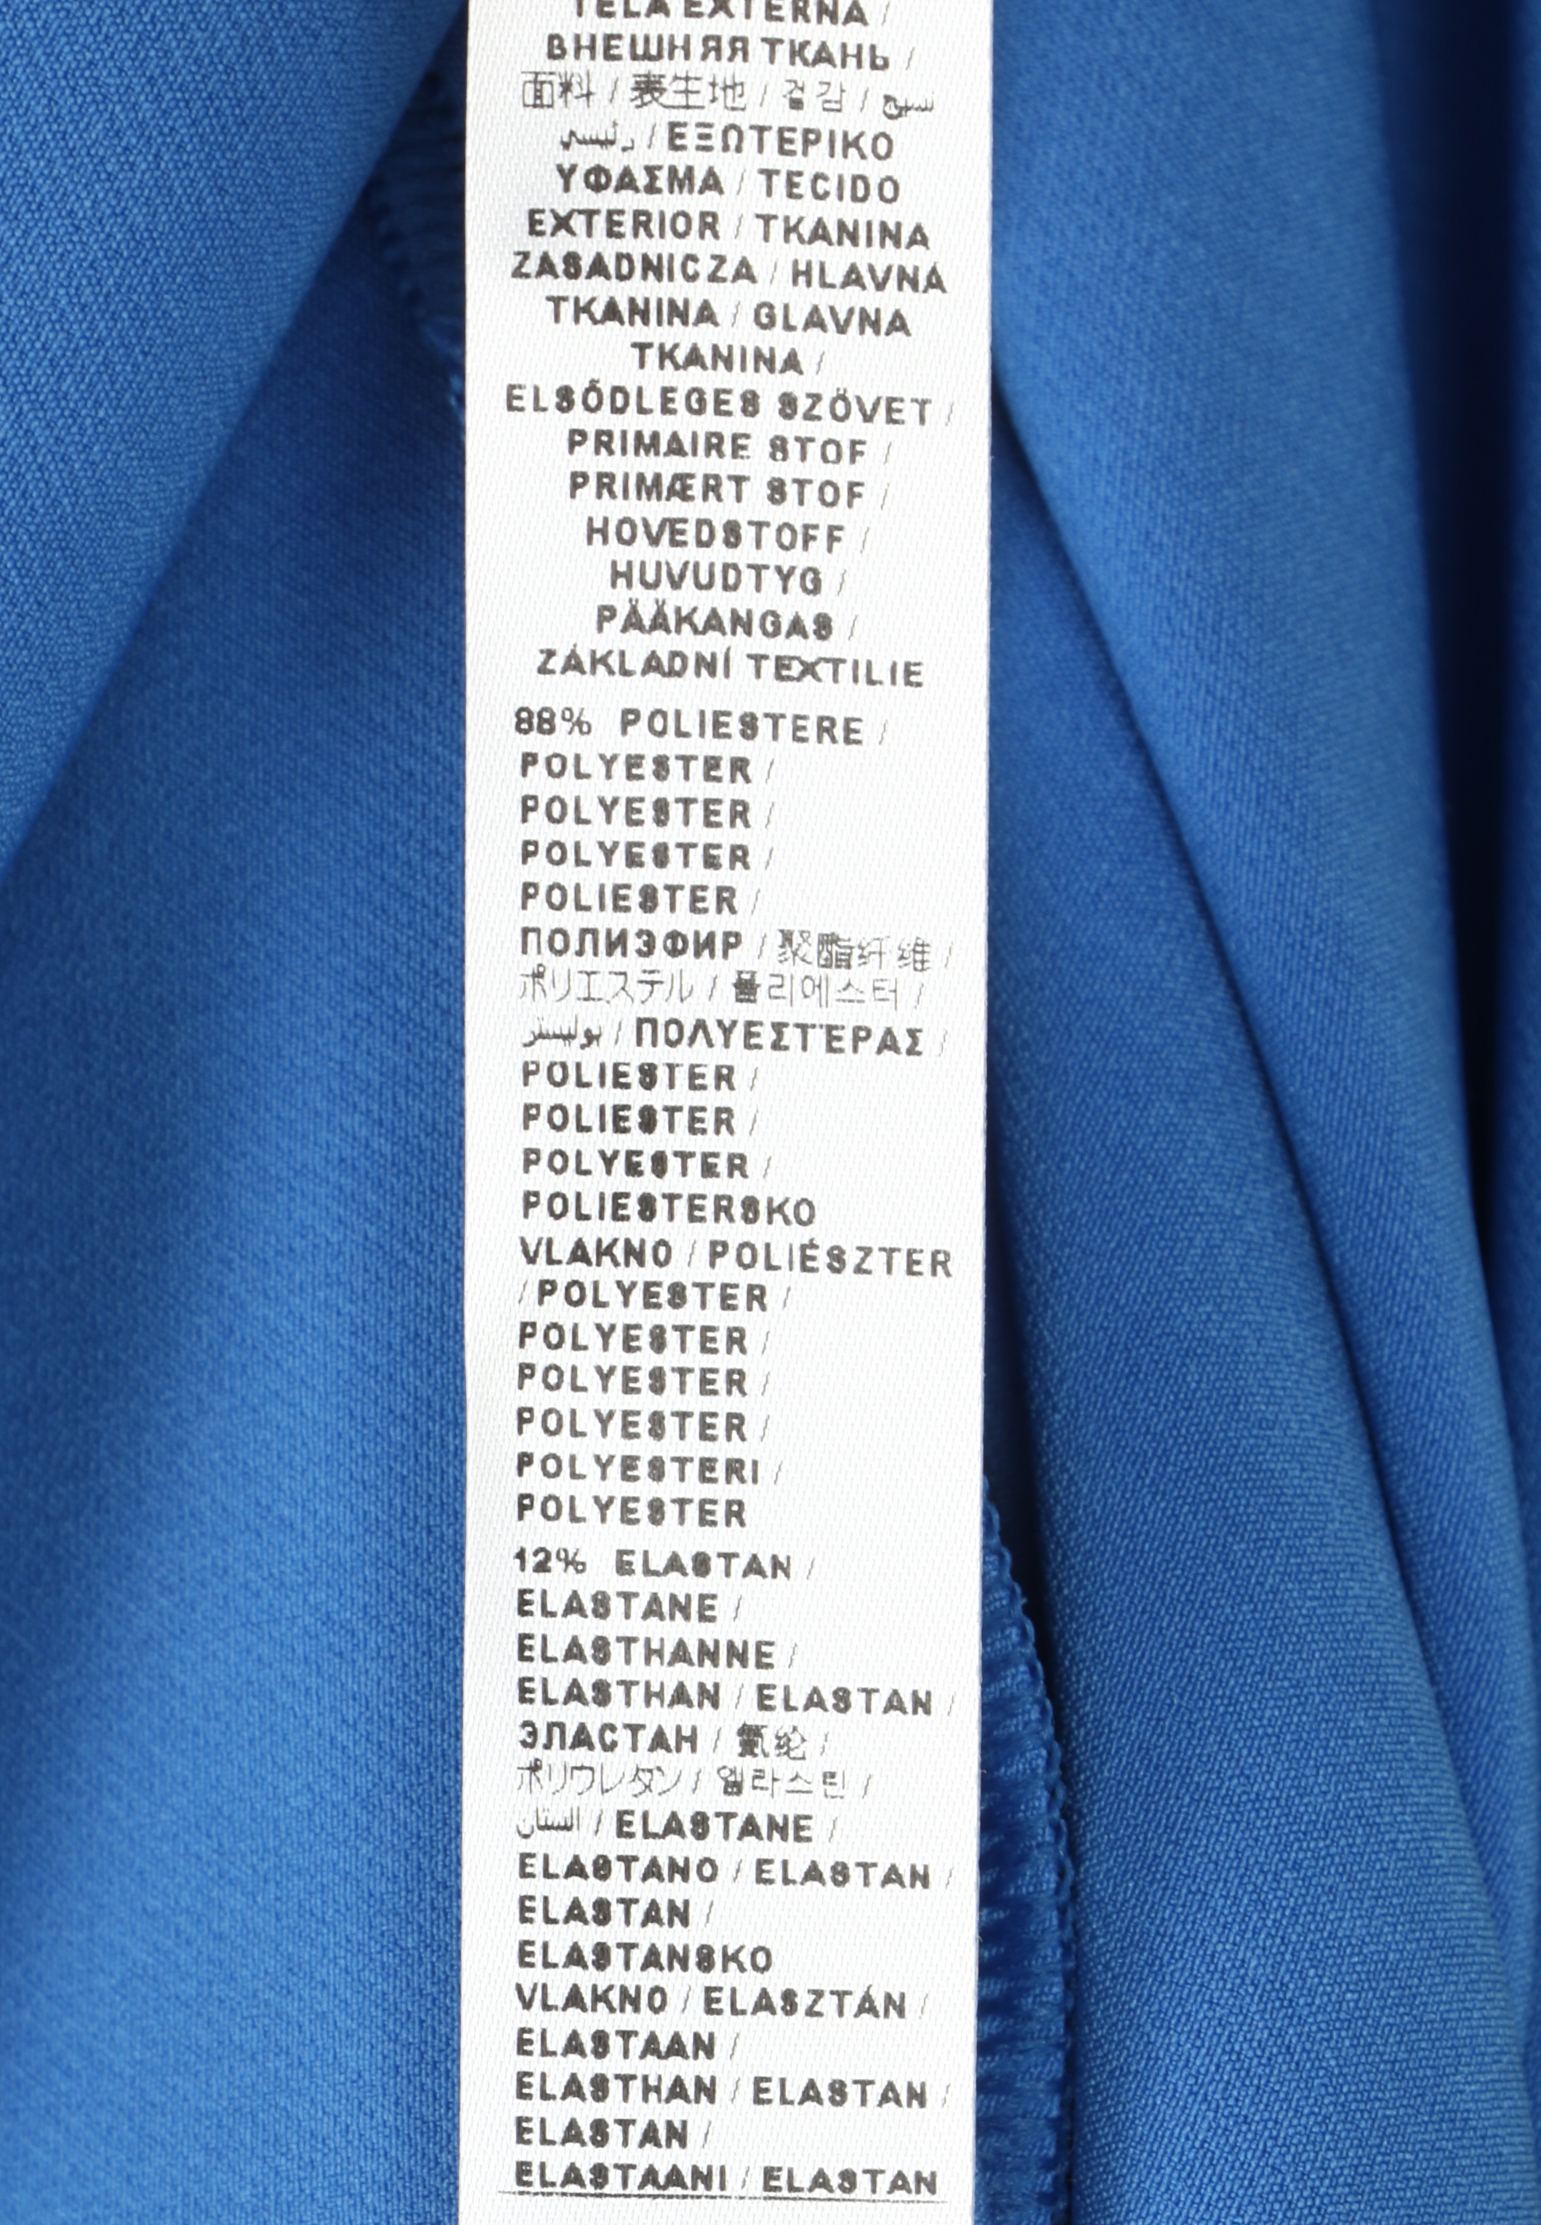 TELA EXTERNA /
ВНЕШНЯЯ ТКАНЬ /
面料 / 表生地 / 겉감 / نسيج
رئيسي / ΕΞΩΤΕΡΙΚΟ
ΥΦΑΣΜΑ / TECIDO
EXTERIOR / TKANINA
ZASADNICZA / HLAVNÁ
TKANINA / GLAVNA
TKANINA /
ELSŐDLEGES SZÖVET /
PRIMAIRE STOF /
PRIMÆRT STOF /
HOVEDSTOFF /
HUVUDTYG /
PÄÄKANGAS /
ZÁKLADNÍ TEXTILIE
88% POLIESTERE /
POLYESTER /
POLYESTER /
POLYESTER /
POLIESTER /
ПОЛИЭФИР / 聚酯纤维 /
ポリエステル / 폴리에스터 /
بوليستر / ΠΟΛΥΕΣΤΈΡΑΣ /
POLIESTER /
POLIESTER /
POLYESTER /
POLIESTERSKO
VLAKNO / POLIÉSZTER
/ POLYESTER /
POLYESTER /
POLYESTER /
POLYESTER /
POLYESTERI /
POLYESTER
12% ELASTAN /
ELASTANE /
ELASTHANNE /
ELASTHAN / ELASTAN /
ЭЛАСТАН / 氨纶 /
ポリウレタン / 엘라스틴 /
الستان / ELASTANE /
ELASTANO / ELASTAN /
ELASTAN /
ELASTANSKO
VLAKNO / ELASZTÁN /
ELASTAAN /
ELASTHAN / ELASTAN /
ELASTAN /
ELASTAANI / ELASTAN